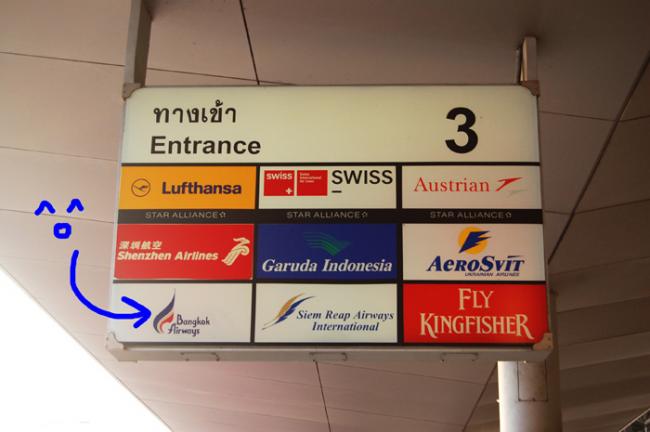 ทางเข้า
Entrance
3
Lufthansa
swiss
SWISS
Austrian
STAR ALLIANCE
STAR ALLIANCE
STAR ALLIANCE
深圳航空
Shenzhen Airlines
Garuda Indonesia
AEROSVIT
UKRAINIAN AIRLINES
Bangkok
Airways
Siem Reap Airways
International
FLY
KINGFISHER